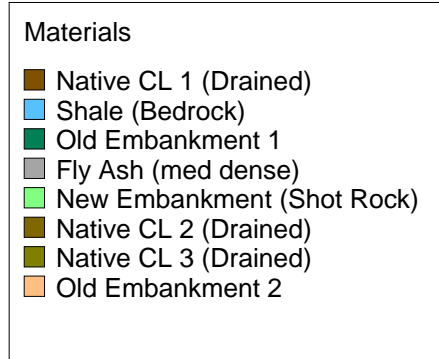 Materials
Native CL 1 (Drained)
Shale (Bedrock)
Old Embankment 1
Fly Ash (med dense)
New Embankment (Shot Rock)
Native CL 2 (Drained)
Native CL 3 (Drained)
Old Embankment 2